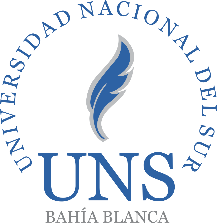 UNIVERSIDAD NACIONAL DEL SUR
UNS
BAHÍA BLANCA